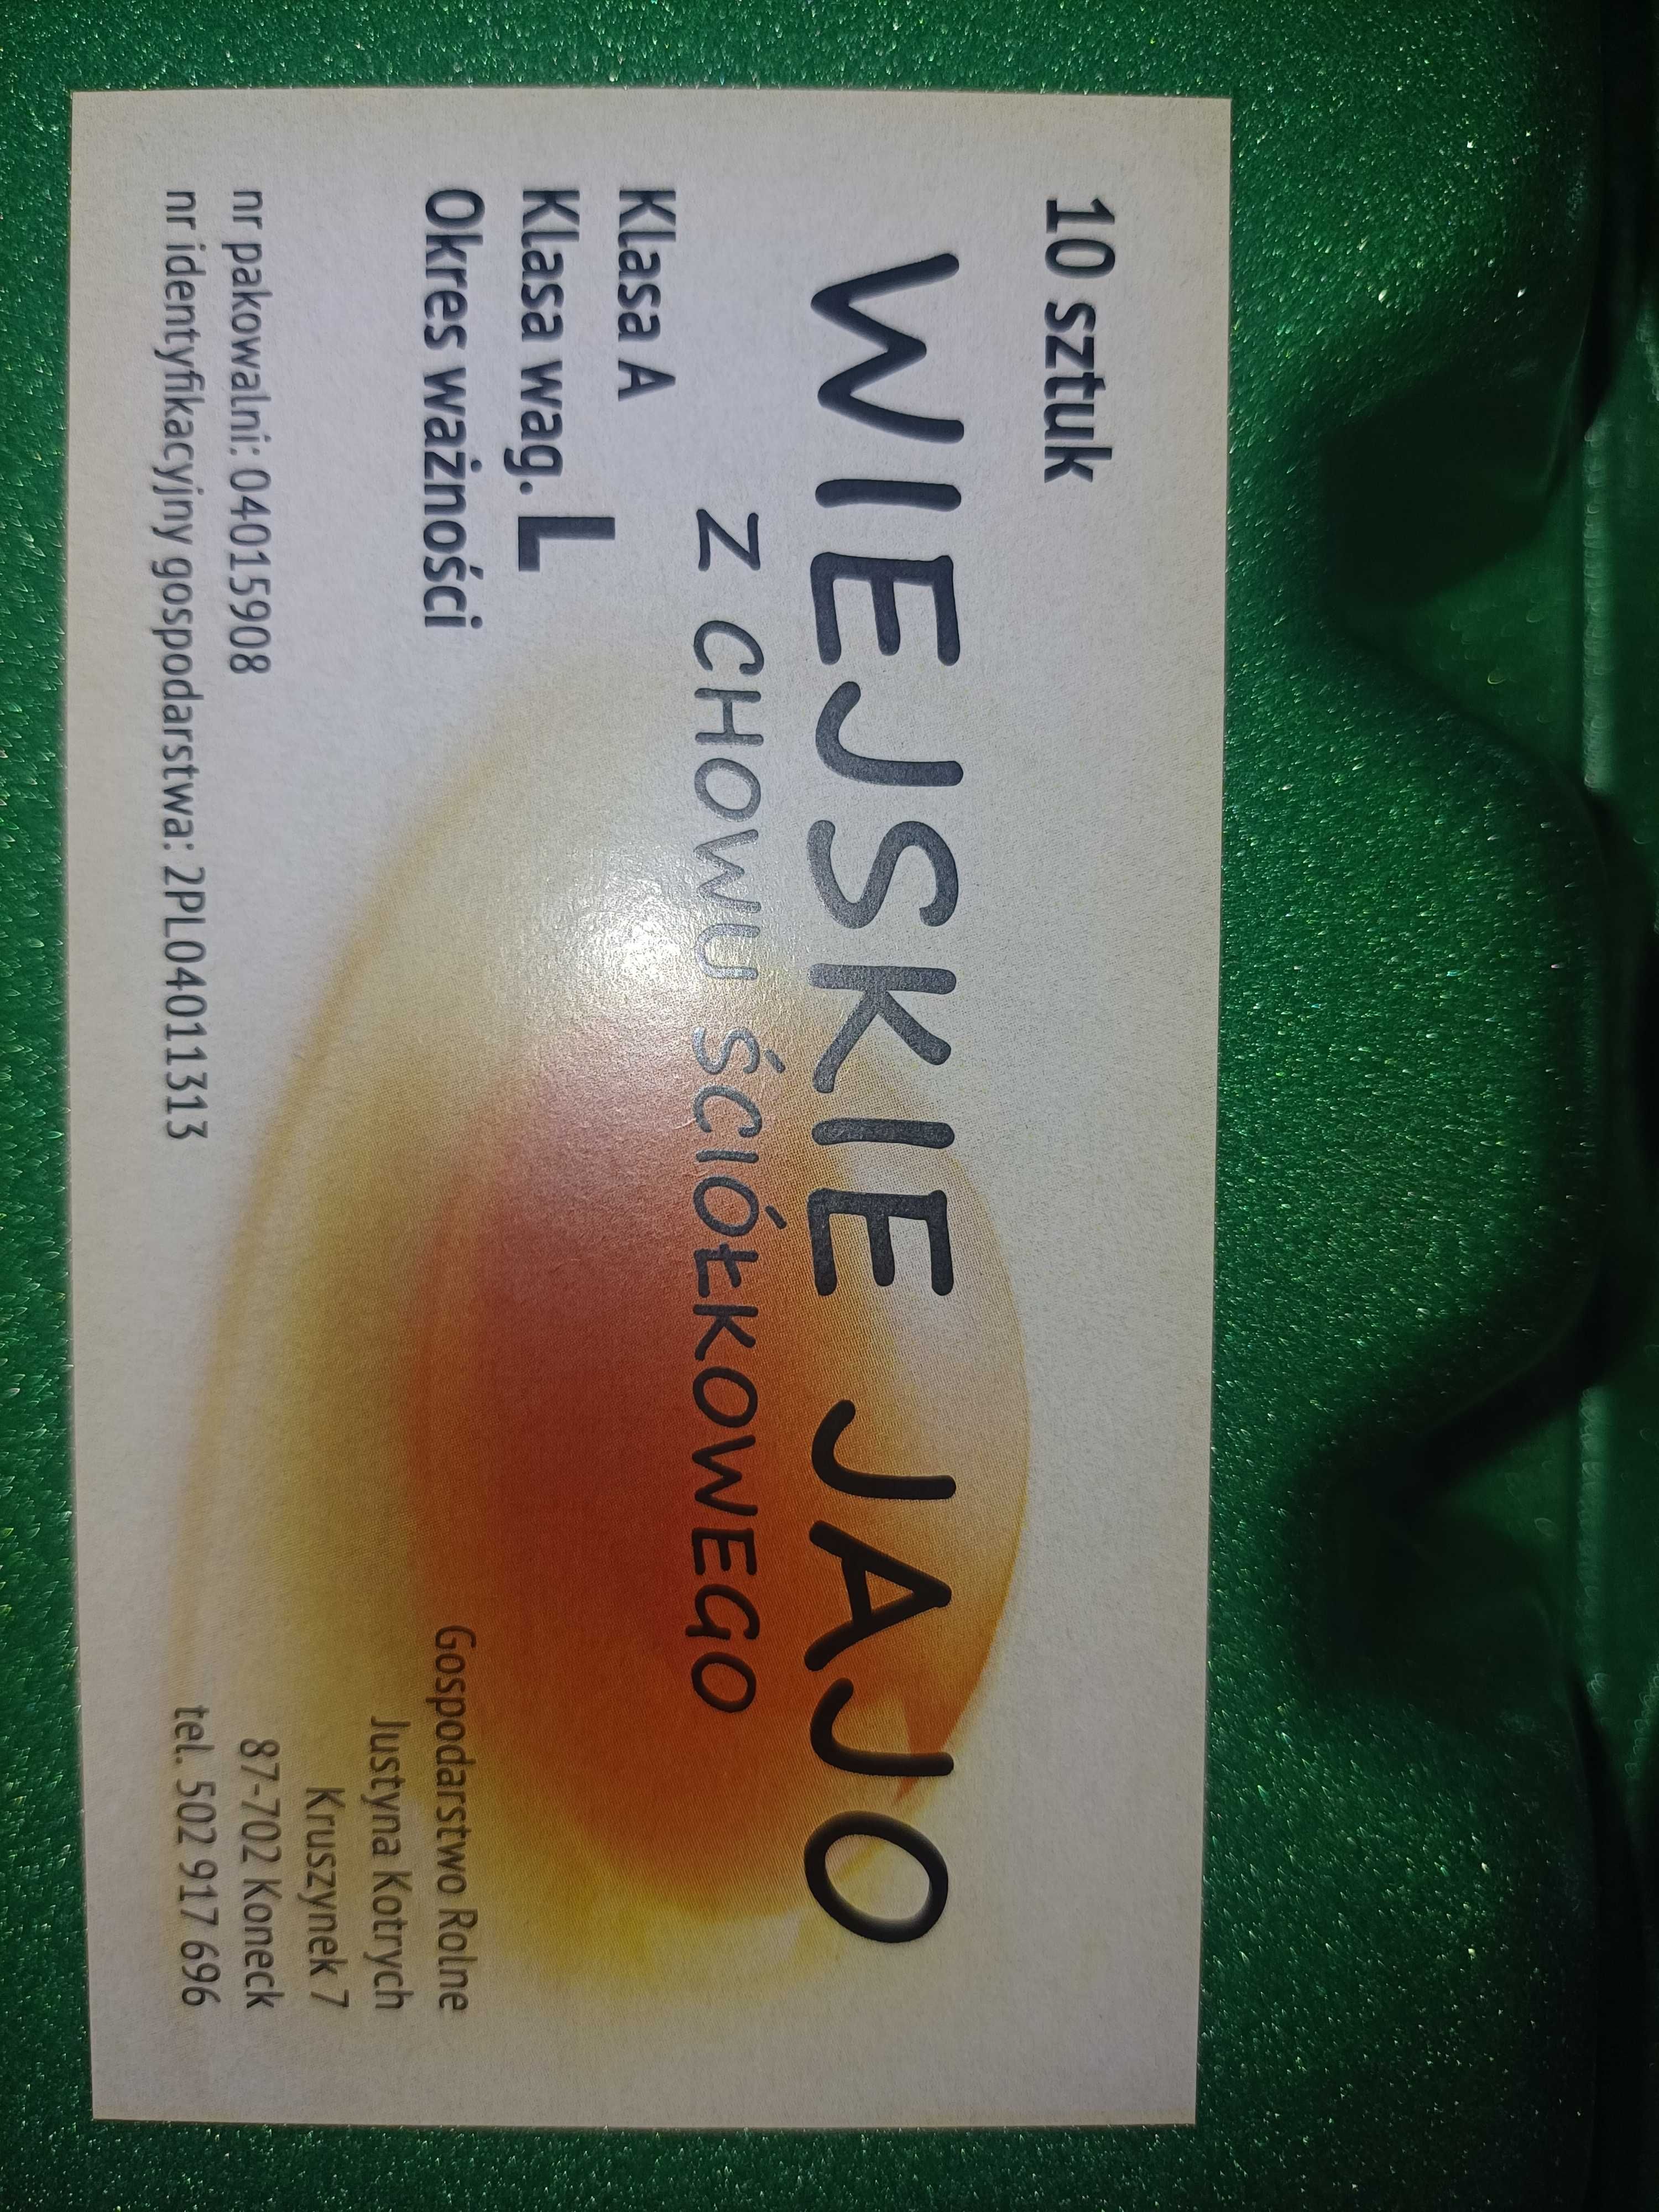 10 sztuk
WIEJSKIE JAJO
Z CHOWU ŚCIÓŁKOWEGO
Klasa A
Klasa wag. L
Okres ważności
nr pakowalni: 04015908
nr identyfikacyjny gospodarstwa: 2PL04011313
Gospodarstwo Rolne
Justyna Kotrych
Kruszynek 7
87-702 Koneck
tel. 502 917 696